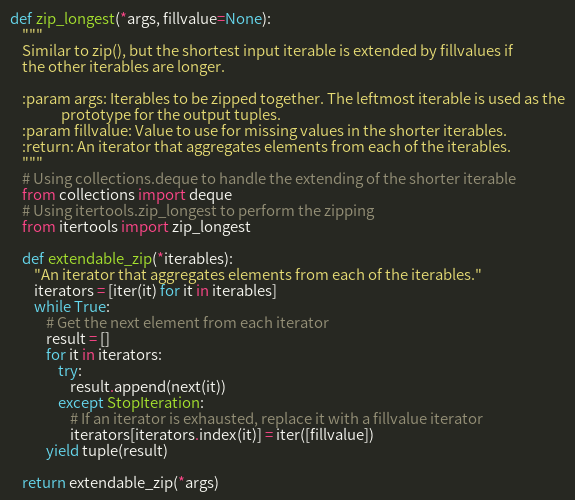 def zip_longest(*args, fillvalue=None):
    """
    Similar to zip(), but the shortest input iterable is extended by fillvalues if
    the other iterables are longer.

    :param args: Iterables to be zipped together. The leftmost iterable is used as the
                 prototype for the output tuples.
    :param fillvalue: Value to use for missing values in the shorter iterables.
    :return: An iterator that aggregates elements from each of the iterables.
    """
    # Using collections.deque to handle the extending of the shorter iterable
    from collections import deque
    # Using itertools.zip_longest to perform the zipping
    from itertools import zip_longest

    def extendable_zip(*iterables):
        "An iterator that aggregates elements from each of the iterables."
        iterators = [iter(it) for it in iterables]
        while True:
            # Get the next element from each iterator
            result = []
            for it in iterators:
                try:
                    result.append(next(it))
                except StopIteration:
                    # If an iterator is exhausted, replace it with a fillvalue iterator
                    iterators[iterators.index(it)] = iter([fillvalue])
            yield tuple(result)

    return extendable_zip(*args)